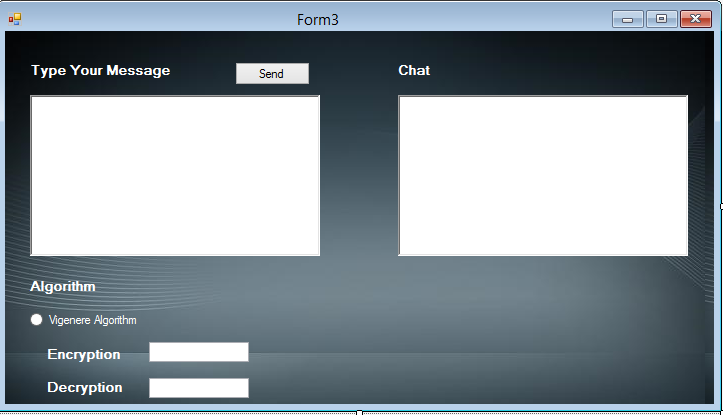 Form3
Type Your Message
Send
Chat
Algorithm
Vigenere Algorithm
Encryption
Decryption